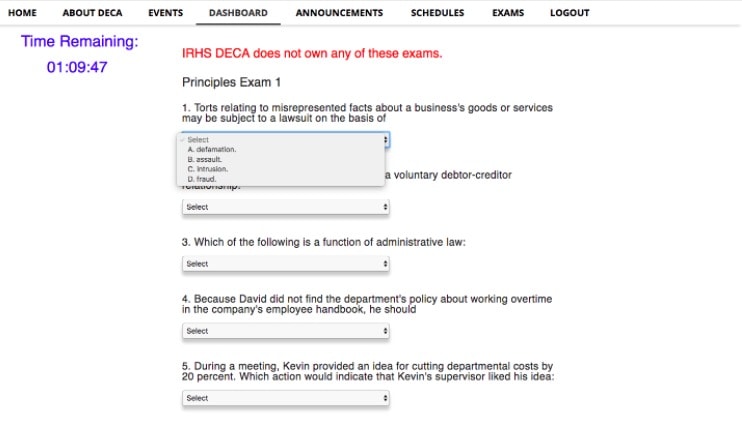 HOME ABOUT DECA EVENTS DASHBOARD ANNOUNCEMENTS SCHEDULES EXAMS LOGOUT
Time Remaining:
01:09:47
IRHS DECA does not own any of these exams.
Principles Exam 1
1. Torts relating to misrepresented facts about a business's goods or services
may be subject to a lawsuit on the basis of
Select
A. defamation.
B. assault.
C. intrusion.
D. fraud.
a voluntary debtor-creditor
relationship:
Select
3. Which of the following is a function of administrative law:
Select
4. Because David did not find the department's policy about working overtime
in the company's employee handbook, he should
Select
5. During a meeting, Kevin provided an idea for cutting departmental costs by
20 percent. Which action would indicate that Kevin's supervisor liked his idea:
Select